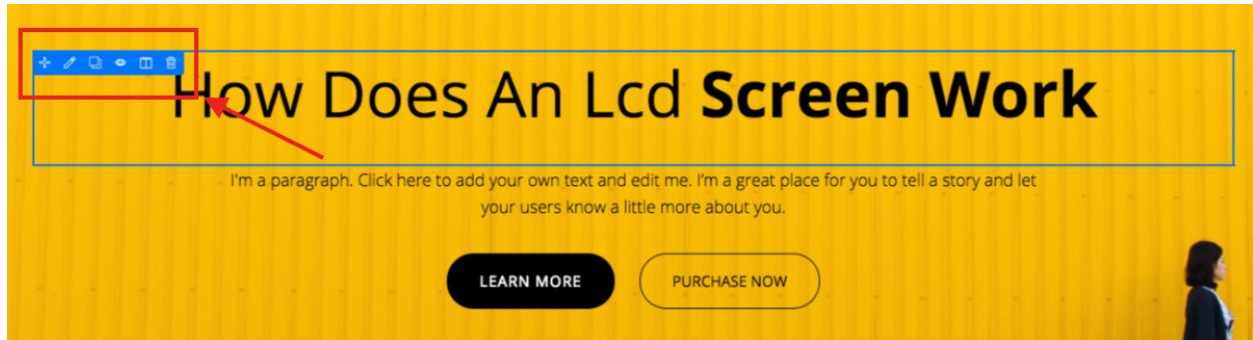 How Does An Lcd Screen Work
I'm a paragraph. Click here to add your own text and edit me. I'm a great place for you to tell a story and let
your users know a little more about you.
LEARN MORE
PURCHASE NOW